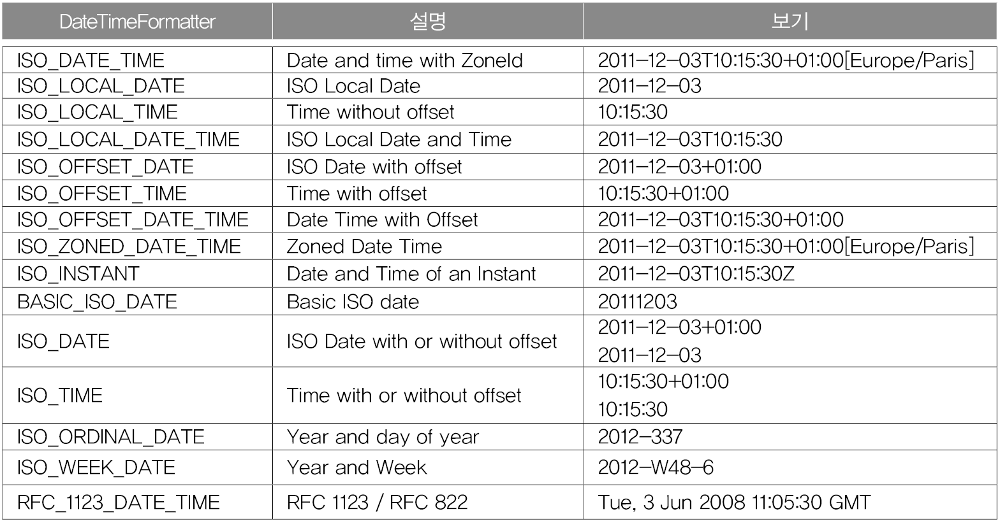 DateTimeFormatter 설명 보기
ISO_DATE_TIME Date and time with ZoneId 2011-12-03T10:15:30+01:00[Europe/Paris]
ISO_LOCAL_DATE ISO Local Date 2011-12-03
ISO_LOCAL_TIME Time without offset 10:15:30
ISO_LOCAL_DATE_TIME ISO Local Date and Time 2011-12-03T10:15:30
ISO_OFFSET_DATE ISO Date with offset 2011-12-03+01:00
ISO_OFFSET_TIME Time with offset 10:15:30+01:00
ISO_OFFSET_DATE_TIME Date Time with Offset 2011-12-03T10:15:30+01:00
ISO_ZONED_DATE_TIME Zoned Date Time 2011-12-03T10:15:30+01:00[Europe/Paris]
ISO_INSTANT Date and Time of an Instant 2011-12-03T10:15:30Z
BASIC_ISO_DATE Basic ISO date 20111203
ISO_DATE ISO Date with or without offset 2011-12-03+01:00
2011-12-03
ISO_TIME Time with or without offset 10:15:30+01:00
10:15:30
ISO_ORDINAL_DATE Year and day of year 2012-337
ISO_WEEK_DATE Year and Week 2012-W48-6
RFC_1123_DATE_TIME RFC 1123 / RFC 822 Tue, 3 Jun 2008 11:05:30 GMT